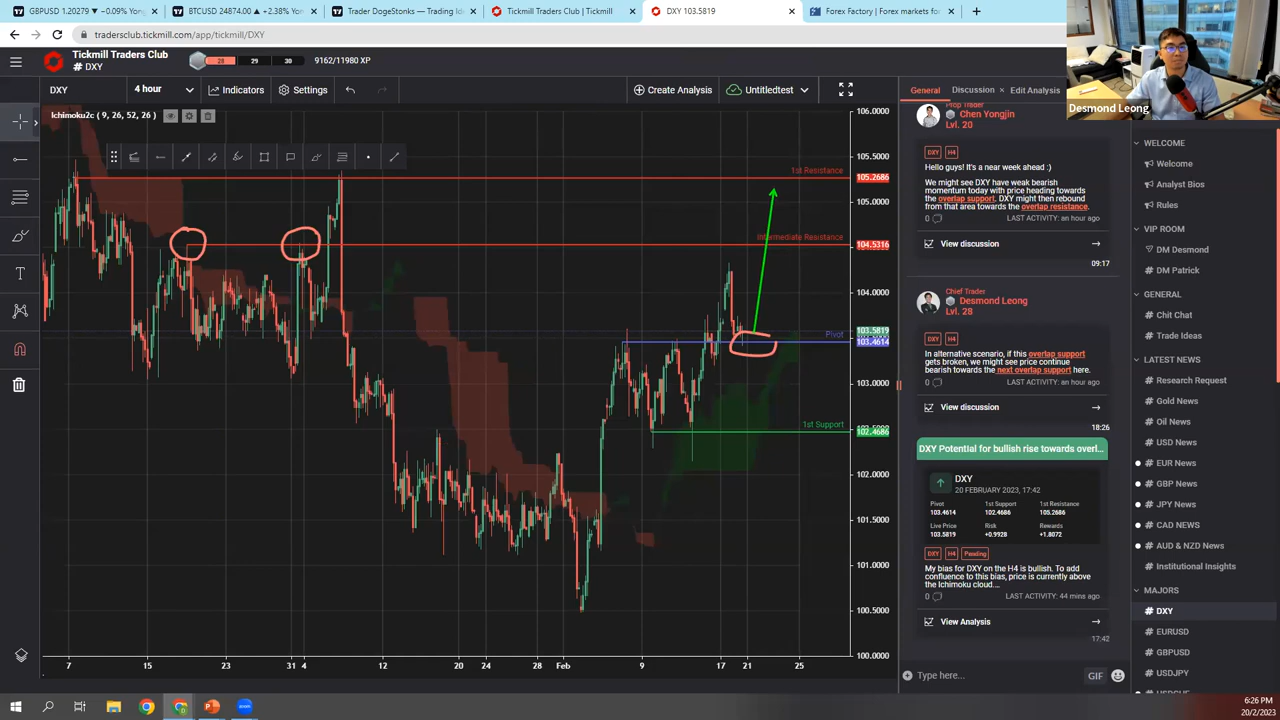 GBPUSD 1.20279 ▼ −0.09% Yong
BTCUSD 24874.00 ▲ +2.38% Yong
Trader DogeStonks — Trading Ide
Tickmill Traders Club | Tickmill
DXY 103.5819
Forex Factory | Forex markets fo
tradersclub.tickmill.com/app/tickmill/DXY
Tickmill Traders Club
# DXY
28
29
30
9162/11980 XP
DXY
4 hour
Indicators
Settings
Create Analysis
Untitledtest
Ichimoku2c ( 9, 26, 52, 26 )
1st Resistance
Intermediate Resistance
Pivot
1st Support
106.0000
105.5000
105.2686
105.0000
104.5316
104.0000
103.5819
103.4614
103.0000
102.4686
102.0000
101.5000
101.0000
100.5000
100.0000
7
15
23
31
4
12
20
24
28
Feb
9
17
21
25
General
Discussion
Edit Analysis
Prop Trader
Chen Yongjin
Lvl. 20
DXY
H4
Hello guys! It's a near week ahead :)
We might see DXY have weak bearish
momentum today with price heading towards
the overlap support. DXY might then rebound
from that area towards the overlap resistance.
0
LAST ACTIVITY: an hour ago
View discussion
09:17
Chief Trader
Desmond Leong
Lvl. 28
DXY
H4
In alternative scenario, if this overlap support
gets broken, we might see price continue
bearish towards the next overlap support here.
0
LAST ACTIVITY: an hour ago
View discussion
18:26
DXY Potential for bullish rise towards overl...
DXY
20 FEBRUARY 2023, 17:42
Pivot
1st Support
1st Resistance
103.4614
102.4686
105.2686
Live Price
Risk
Rewards
103.5819
+0.9928
+1.8072
DXY
H4
Pending
My bias for DXY on the H4 is bullish. To add
confluence to this bias, price is currently above
the Ichimoku cloud....
0
LAST ACTIVITY: 44 mins ago
View Analysis
17:42
Type here...
GIF
Desmond Leong
WELCOME
Welcome
Analyst Bios
Rules
VIP ROOM
DM Desmond
# DM Patrick
GENERAL
# Chit Chat
# Trade Ideas
LATEST NEWS
# Research Request
# Gold News
# Oil News
# USD News
# EUR News
# GBP News
# JPY News
# CAD NEWS
# AUD & NZD News
# Institutional Insights
MAJORS
# DXY
# EURUSD
# GBPUSD
# USDJPY
6:26 PM
20/2/2023